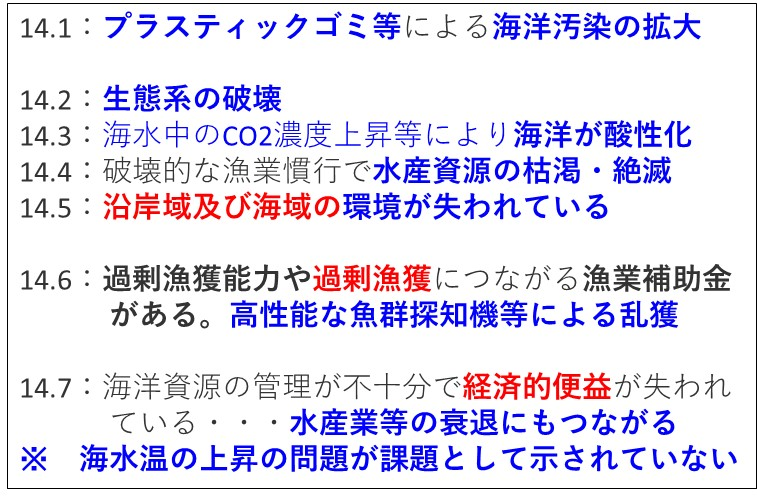 14.1：プラスティックゴミ等による海洋汚染の拡大
14.2：生態系の破壊
14.3：海水中のCO2濃度上昇等により海洋が酸性化
14.4：破壊的な漁業慣行で水産資源の枯渇・絶滅
14.5：沿岸域及び海域の環境が失われている
14.6：過剰漁獲能力や過剰漁獲につながる漁業補助金
がある。高性能な魚群探知機等による乱獲
14.7：海洋資源の管理が不十分で経済的便益が失われ
ている・・・水産業等の衰退にもつながる
※　海水温の上昇の問題が課題として示されていない